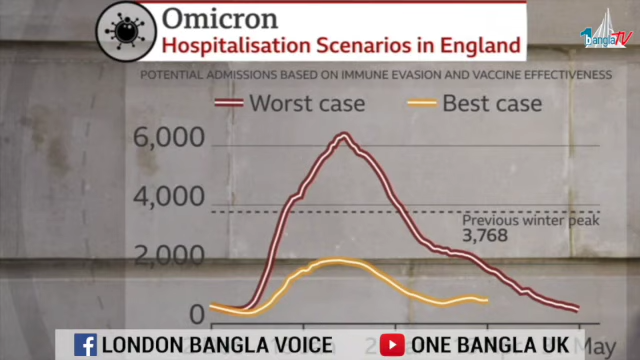 Omicron
Hospitalisation Scenarios in England
1banglaTV
POTENTIAL ADMISSIONS BASED ON IMMUNE EVASION AND VACCINE EFFECTIVENESS
Worst case Best case
6,000
4,000
Previous winter peak
3,768
2,000
0
May
LONDON BANGLA VOICE ONE BANGLA UK